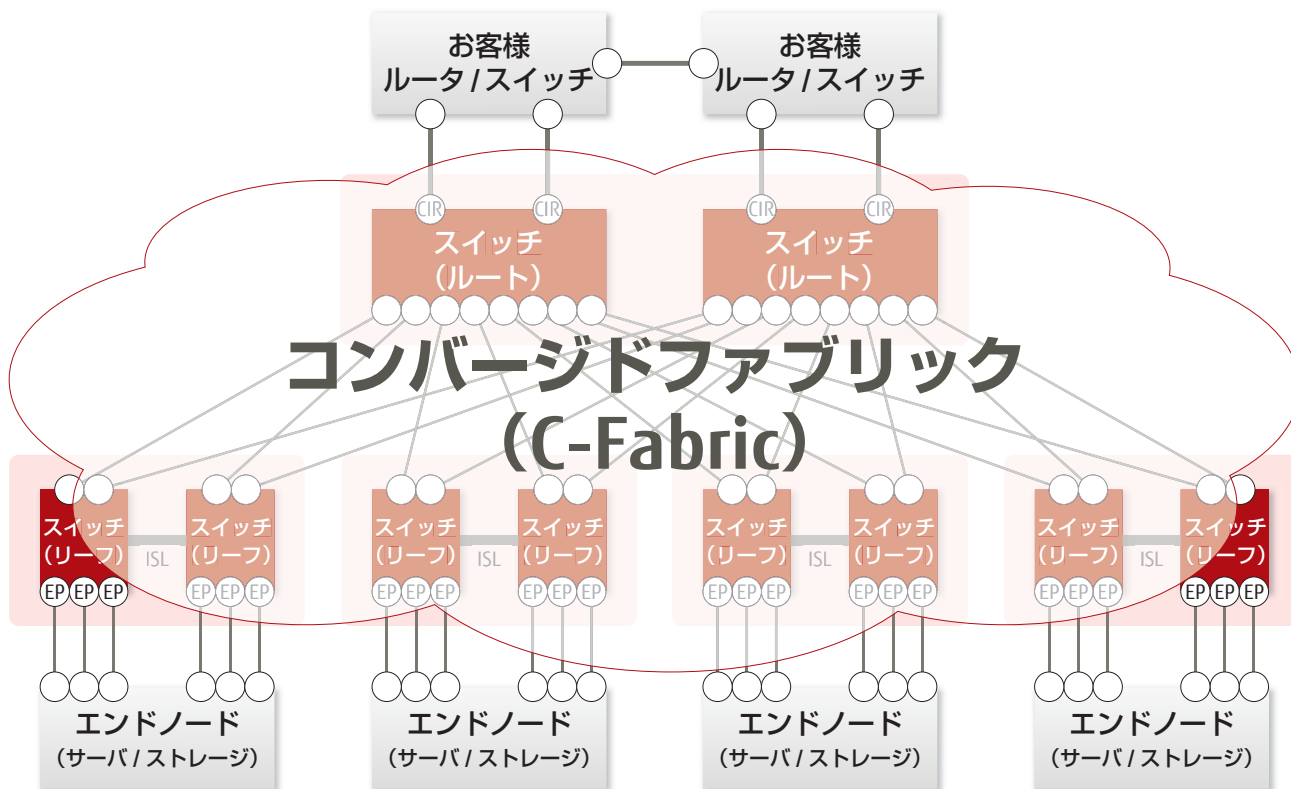 お客様
ルータ / スイッチ
お客様
ルータ / スイッチ
CIR CIR CIR CIR
スイッチ
（ルート）
スイッチ
（ルート）
コンバージドファブリック
（C-Fabric）
スイッチ
（リーフ）
ISL
スイッチ
（リーフ）
スイッチ
（リーフ）
ISL
スイッチ
（リーフ）
スイッチ
（リーフ）
ISL
スイッチ
（リーフ）
スイッチ
（リーフ）
ISL
スイッチ
（リーフ）
EP EP EP EP EP EP EP EP EP EP EP EP EP EP EP EP EP EP EP EP EP EP EP EP
エンドノード
（サーバ / ストレージ）
エンドノード
（サーバ / ストレージ）
エンドノード
（サーバ / ストレージ）
エンドノード
（サーバ / ストレージ）